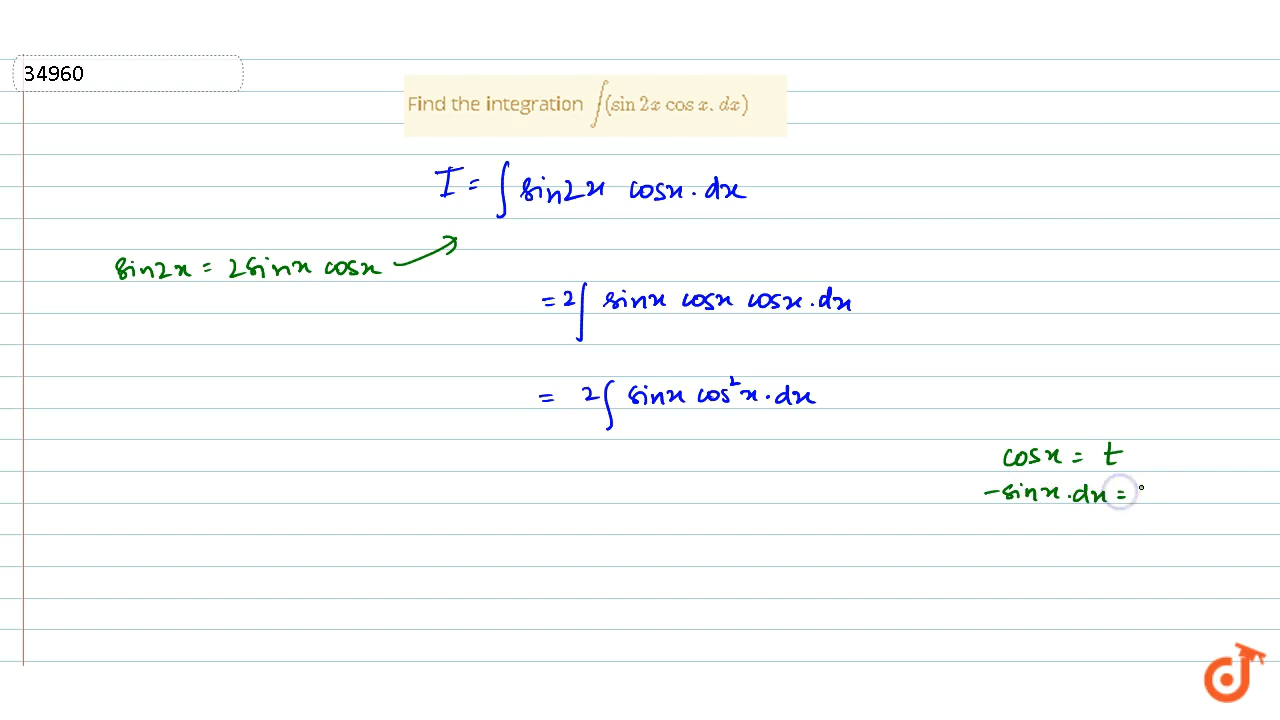 34960
Find the integration ∫(sin 2x cos x. dx)
I = ∫ sin2x cosx. dx
sin2x = 2sinx cosx
= 2∫ sinx cosx cosx. dx
= 2∫ sinx cos²x. dx
cosx = t
-sinx. dx =